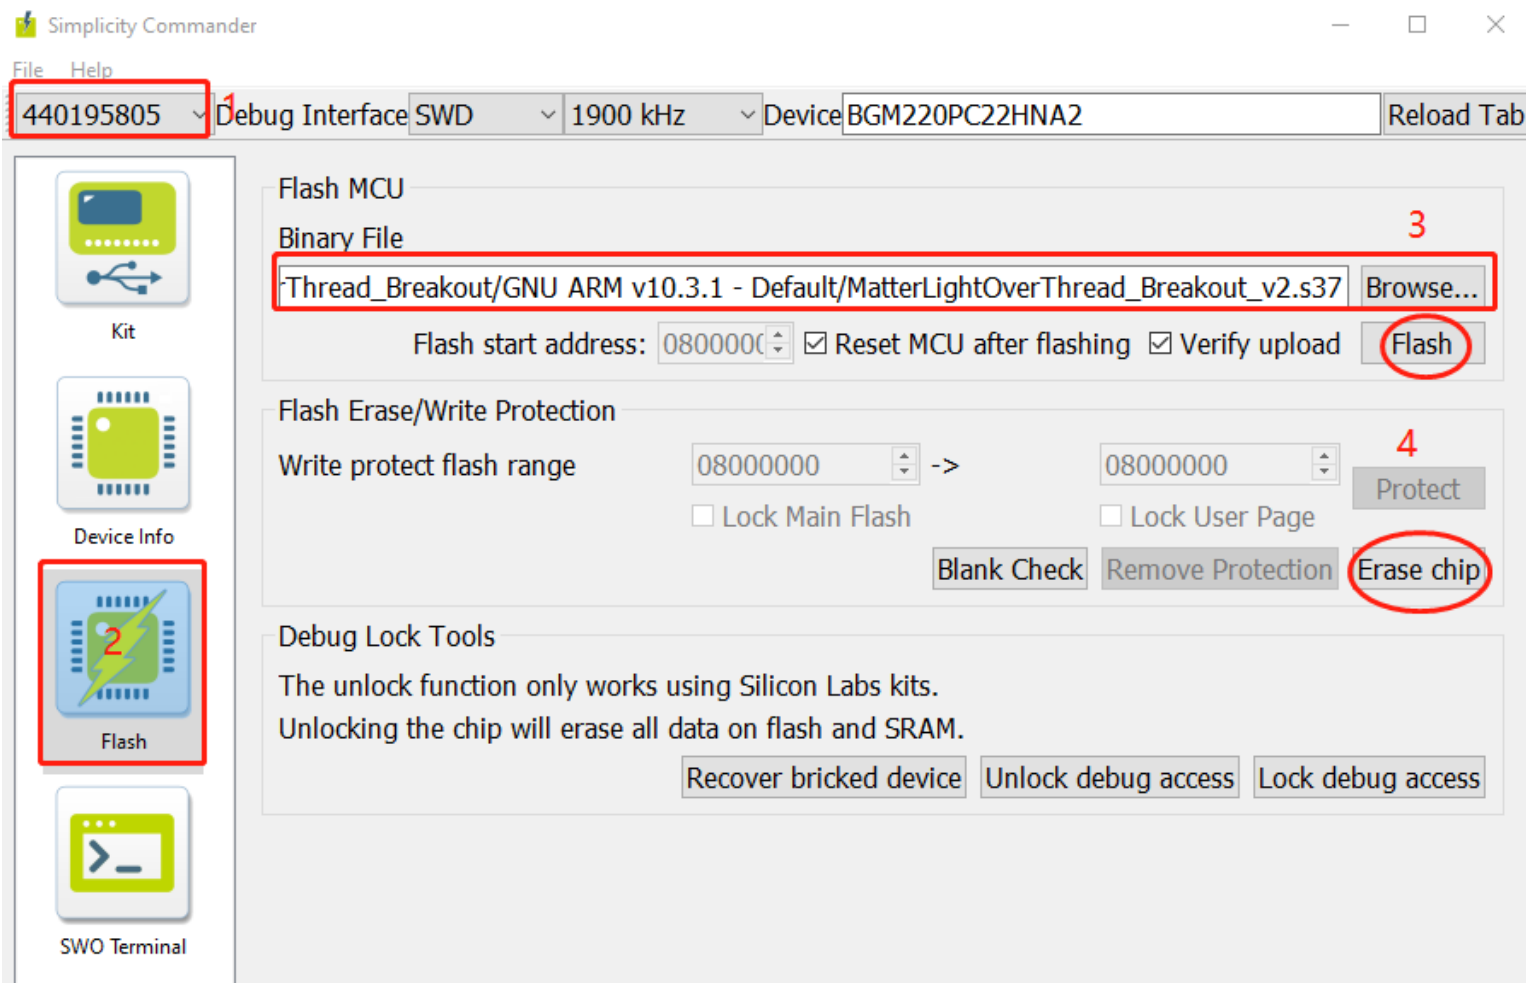 Simplicity Commander
File Help
440195805 1 Debug Interface SWD 1900 kHz Device BGM220PC22HNA2 Reload Tab
Kit
Device Info
2
Flash
SWO Terminal
Flash MCU
3
Binary File
rThread_Breakout/GNU ARM v10.3.1 - Default/MatterLightOverThread_Breakout_v2.s37 Browse...
Flash start address: 0800000 Reset MCU after flashing Verify upload Flash
Flash Erase/Write Protection
4
Write protect flash range 08000000 -> 08000000 Protect
Lock Main Flash Lock User Page
Blank Check Remove Protection Erase chip
Debug Lock Tools
The unlock function only works using Silicon Labs kits.
Unlocking the chip will erase all data on flash and SRAM.
Recover bricked device Unlock debug access Lock debug access